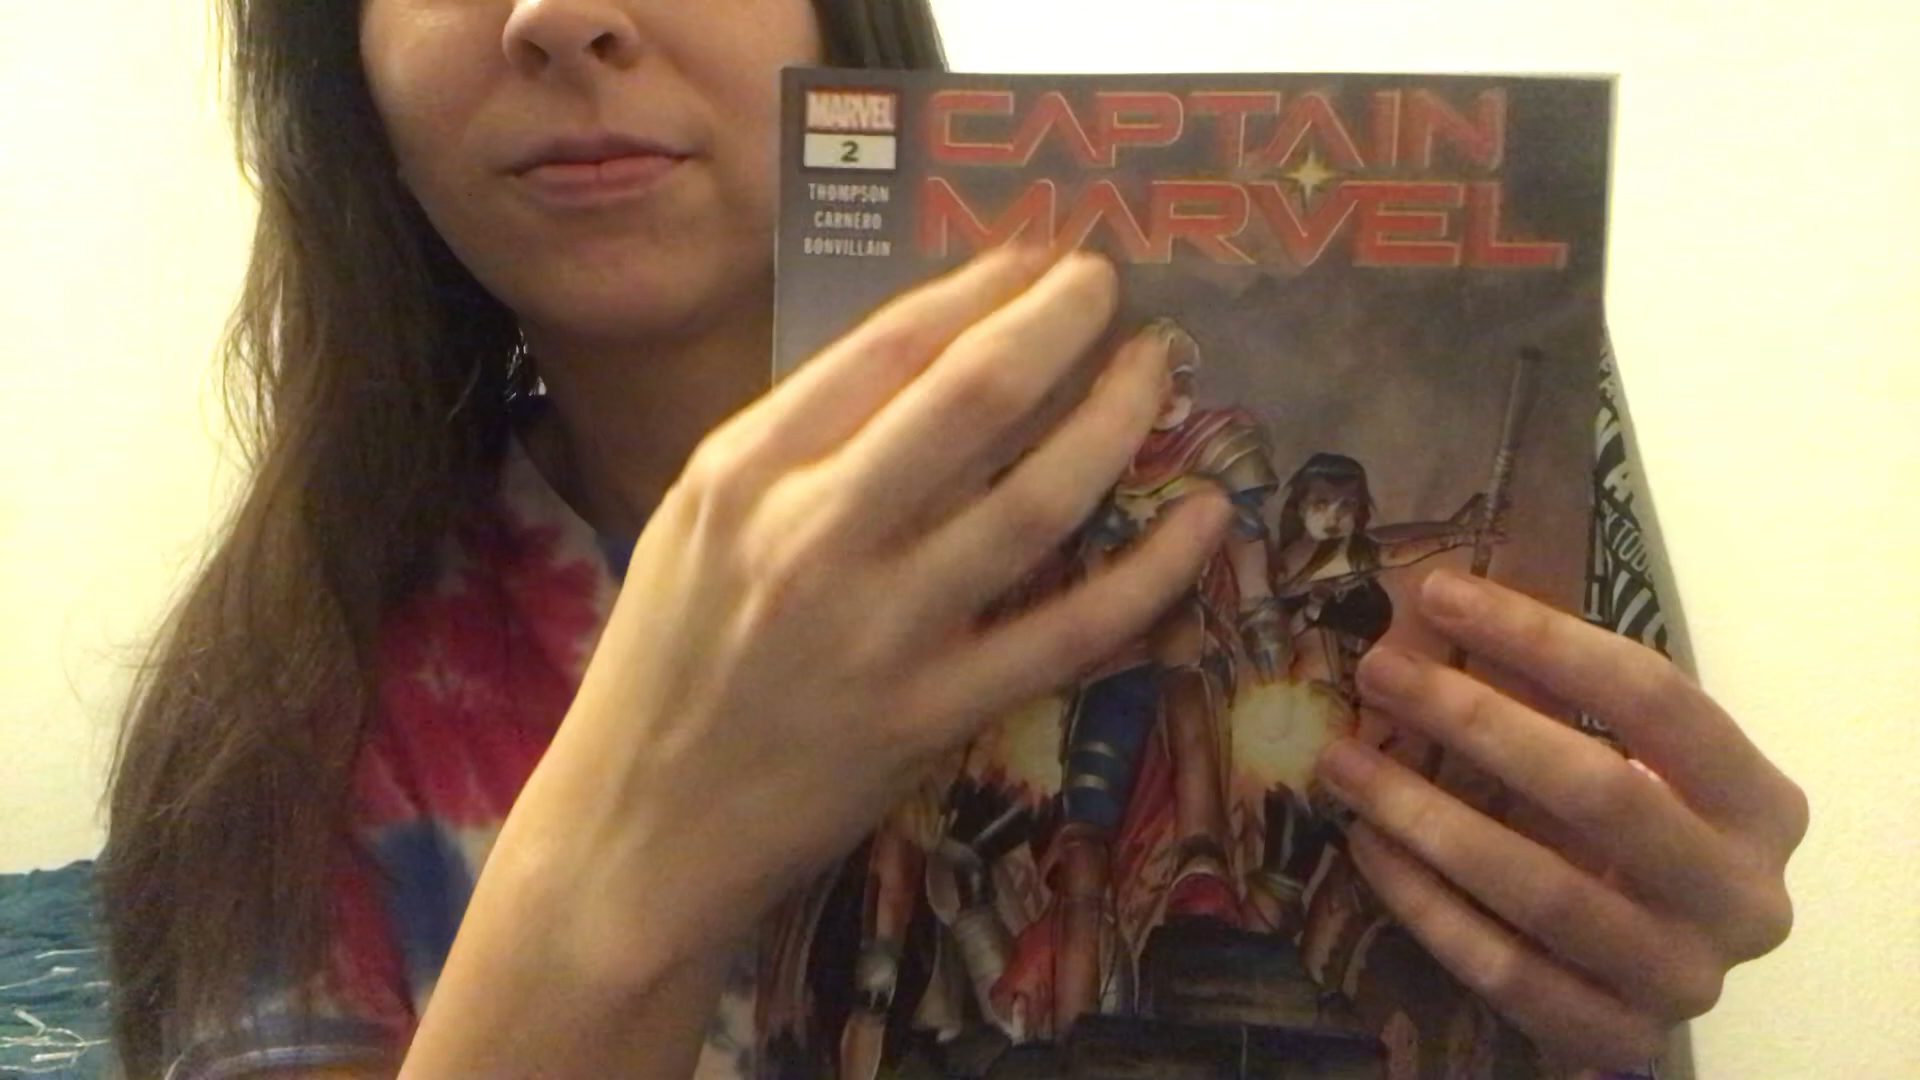 MARVEL
2
THOMPSON
CARNERO
BONVILLAIN
CAPTAIN
MARVEL